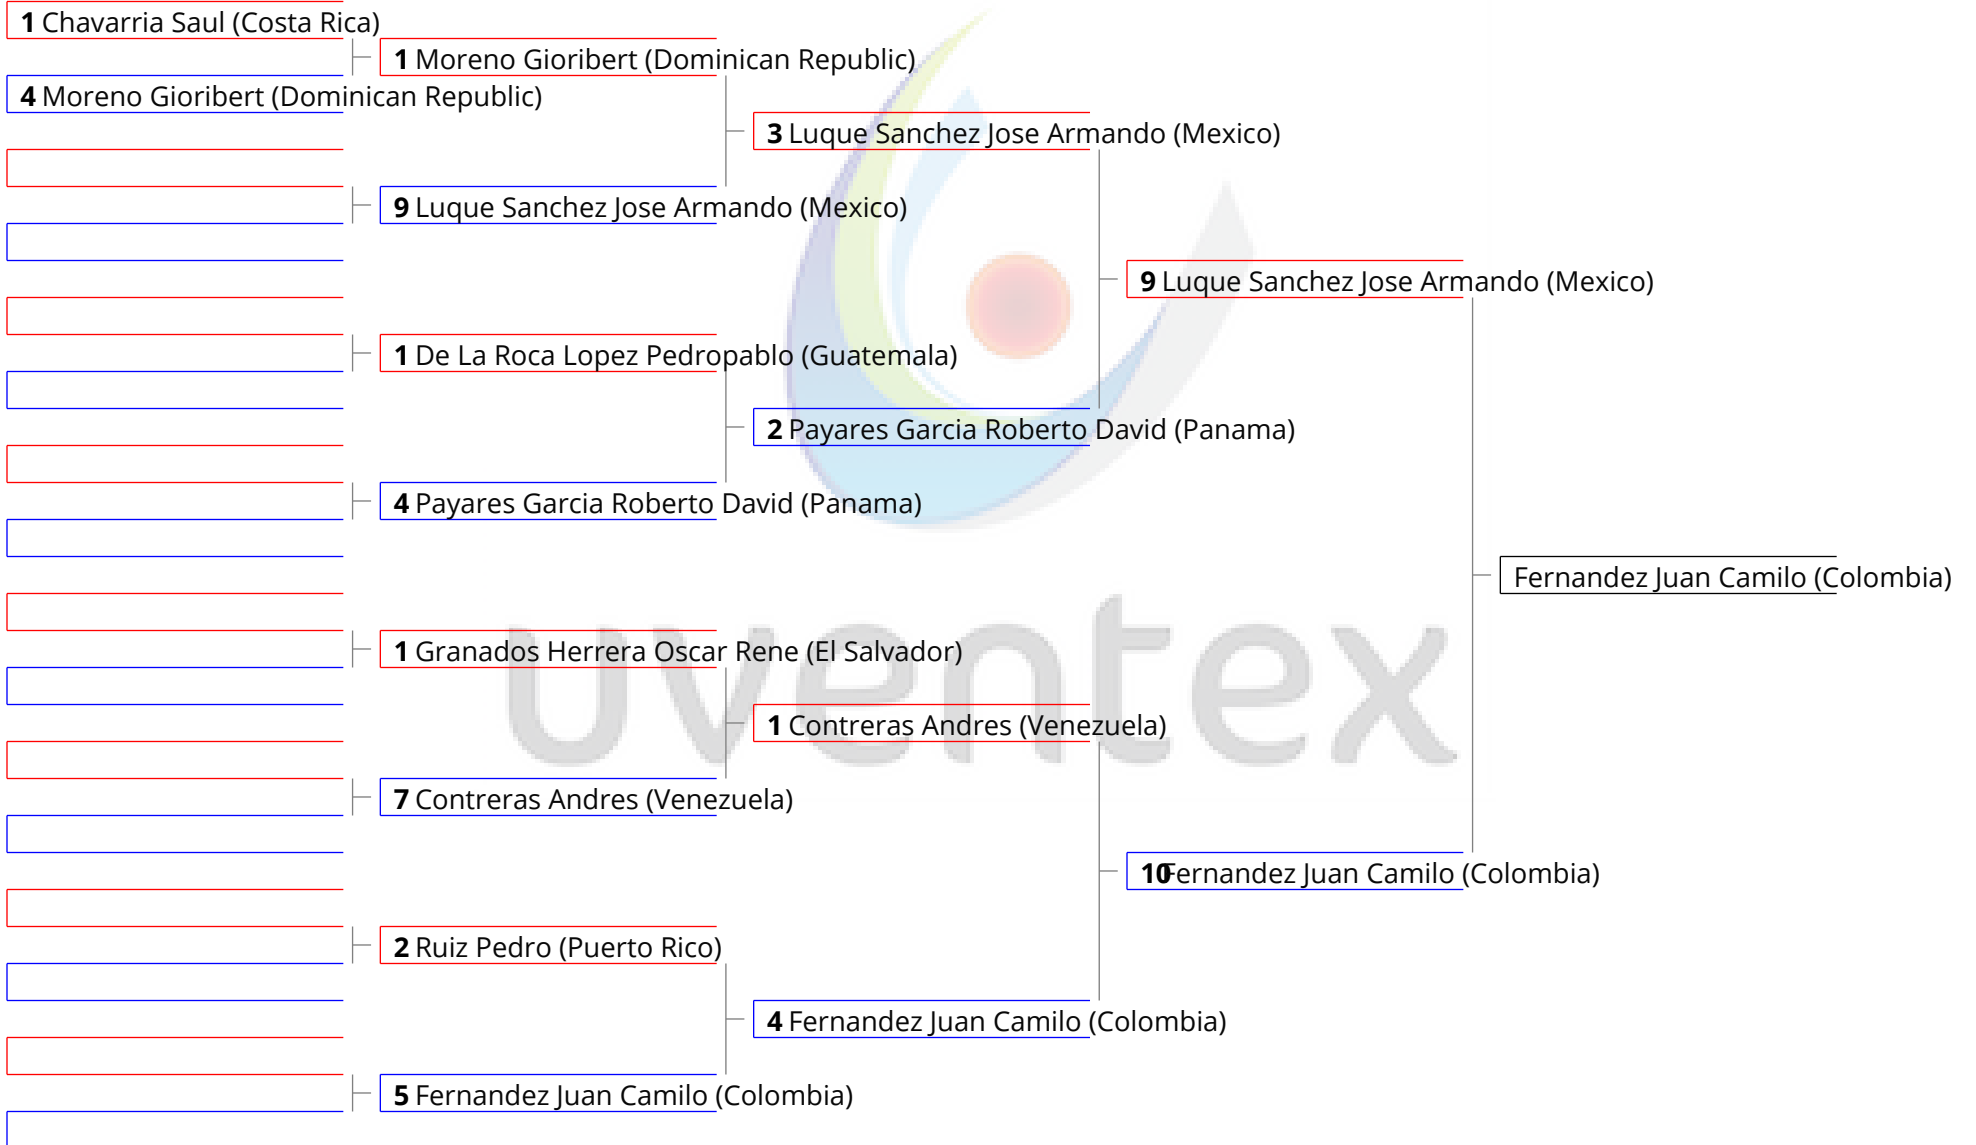 1 Chavarria Saul (Costa Rica)
1 Moreno Gioribert (Dominican Republic)
4 Moreno Gioribert (Dominican Republic)
3 Luque Sanchez Jose Armando (Mexico)
9 Luque Sanchez Jose Armando (Mexico)
9 Luque Sanchez Jose Armando (Mexico)
1 De La Roca Lopez Pedropablo (Guatemala)
2 Payares Garcia Roberto David (Panama)
4 Payares Garcia Roberto David (Panama)
Fernandez Juan Camilo (Colombia)
uventex
1 Granados Herrera Oscar Rene (El Salvador)
1 Contreras Andres (Venezuela)
7 Contreras Andres (Venezuela)
10 Fernandez Juan Camilo (Colombia)
2 Ruiz Pedro (Puerto Rico)
4 Fernandez Juan Camilo (Colombia)
5 Fernandez Juan Camilo (Colombia)